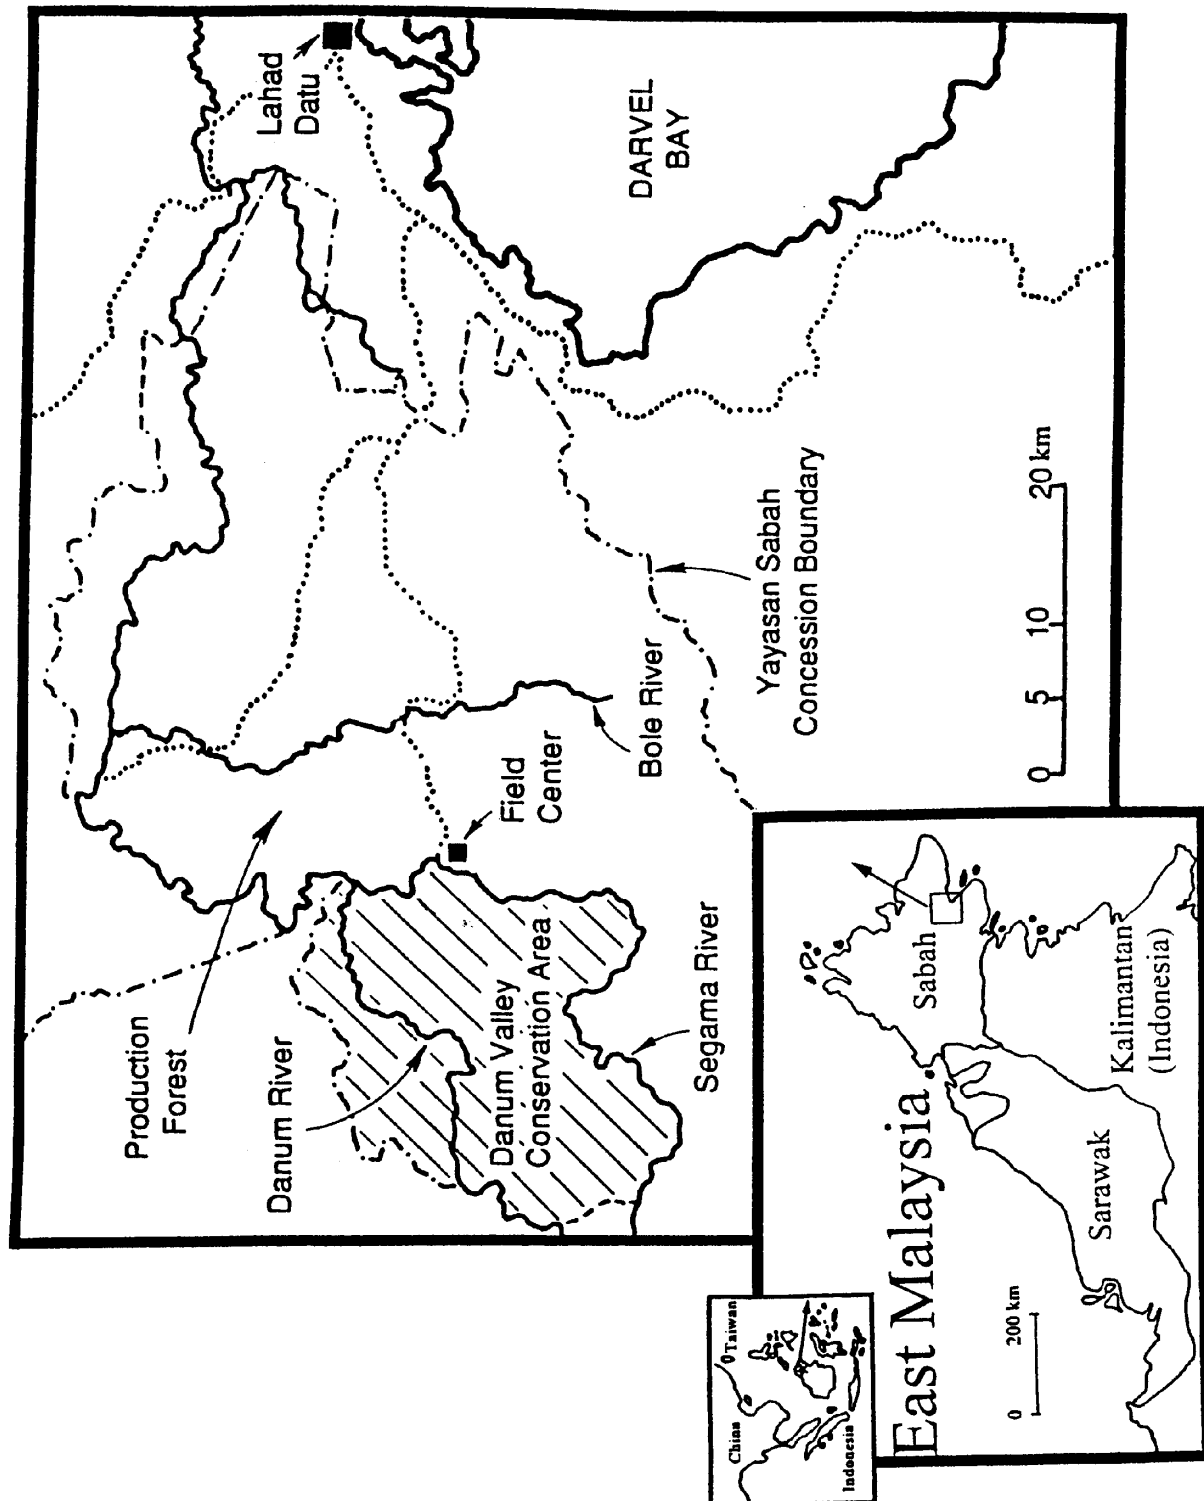 Lahad
Datu
DARVEL
BAY
Production
Forest
Danum River
Danum Valley
Conservation Area
Segama River
Field
Center
Bole River
Yayasan Sabah
Concession Boundary
0 5 10 20 km
East Malaysia
Sabah
Sarawak
Kalimantan
(Indonesia)
0 200 km
China
Taiwan
Indonesia